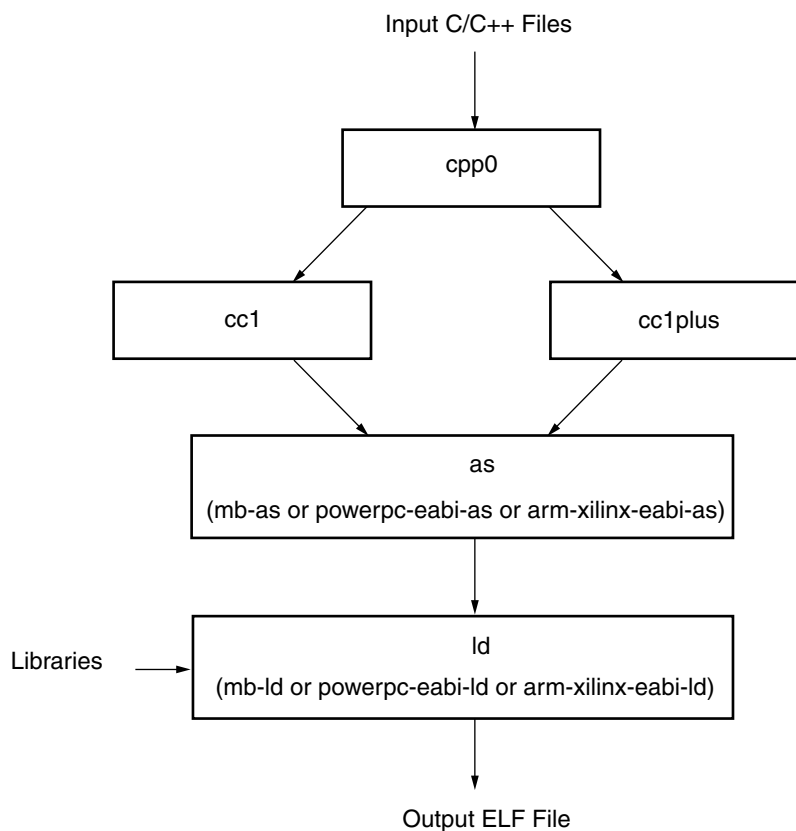 Input C/C++ Files
cpp0
cc1
cc1plus
as
(mb-as or powerpc-eabi-as or arm-xilinx-eabi-as)
Libraries
ld
(mb-ld or powerpc-eabi-ld or arm-xilinx-eabi-ld)
Output ELF File